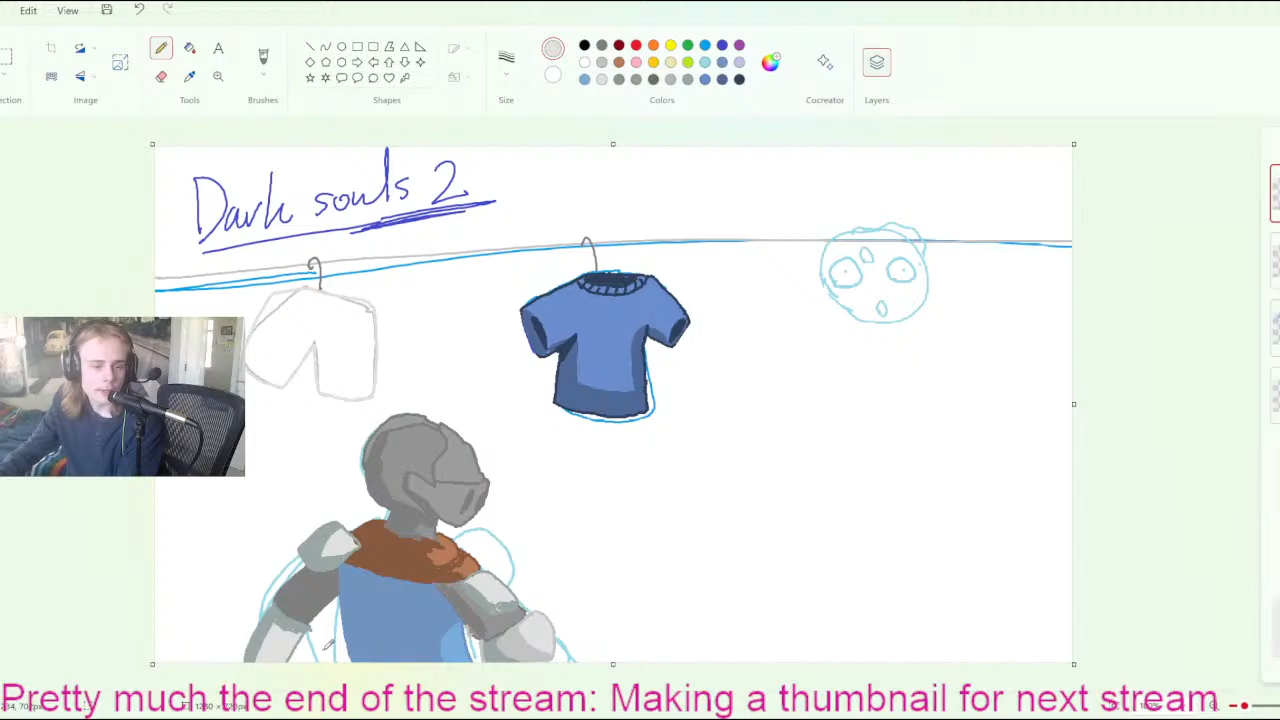 Edit View
Dark souls 2
Image Tools Brushes Shapes Size Colors Cocreator Layers
Pretty much the end of the stream: Making a thumbnail for next stream